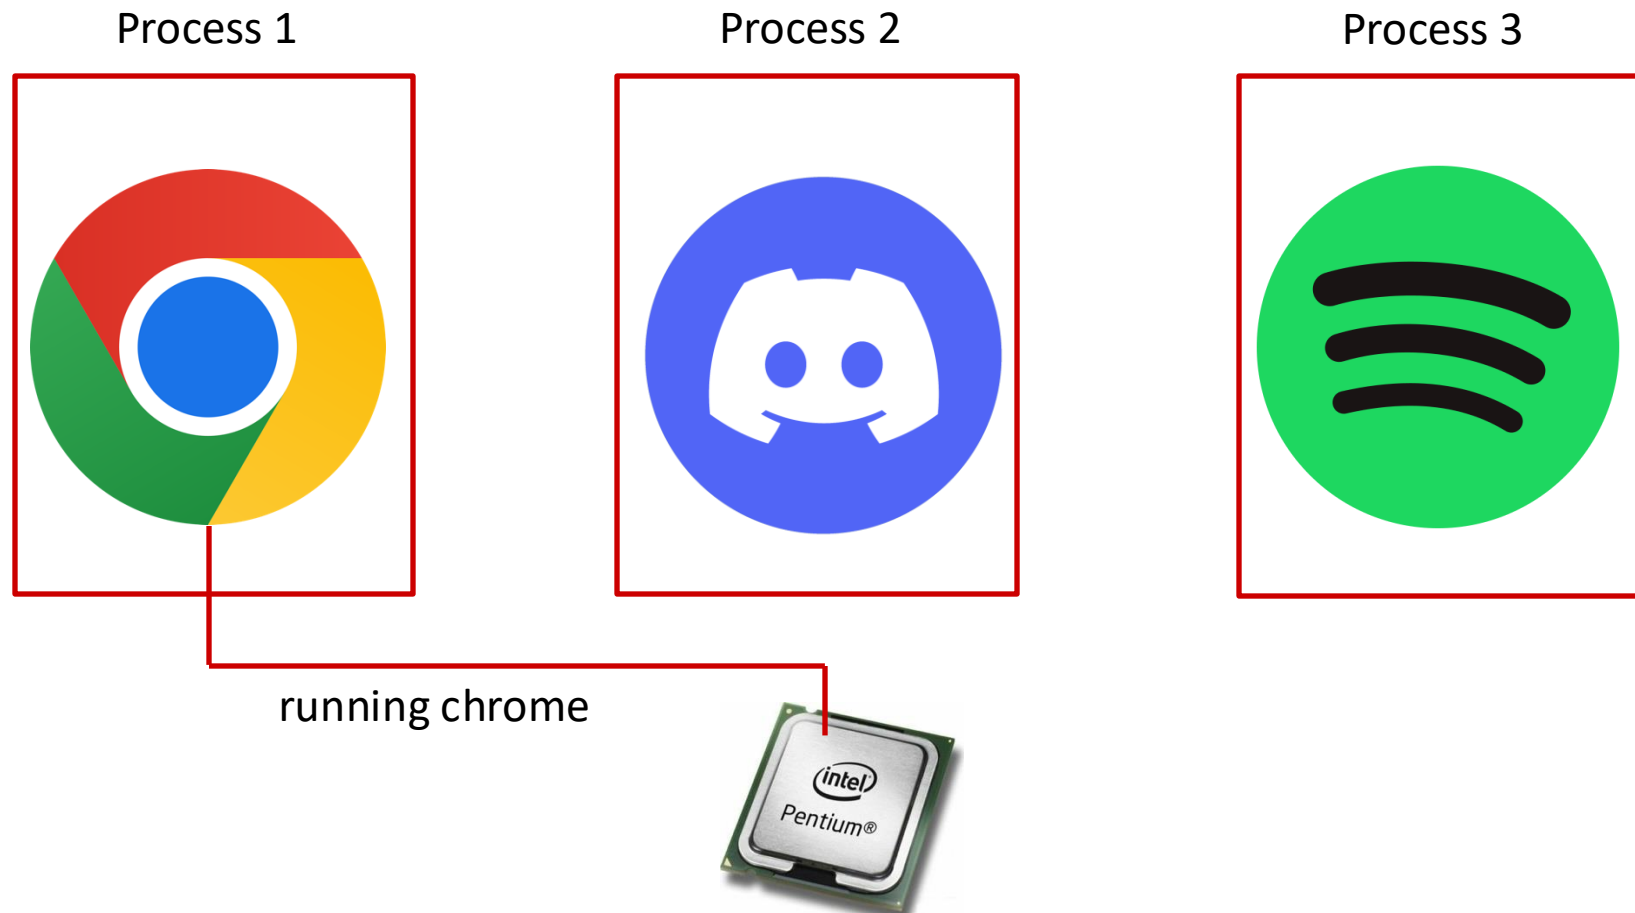 Process 1
Process 2
Process 3
running chrome
intel
Pentium®